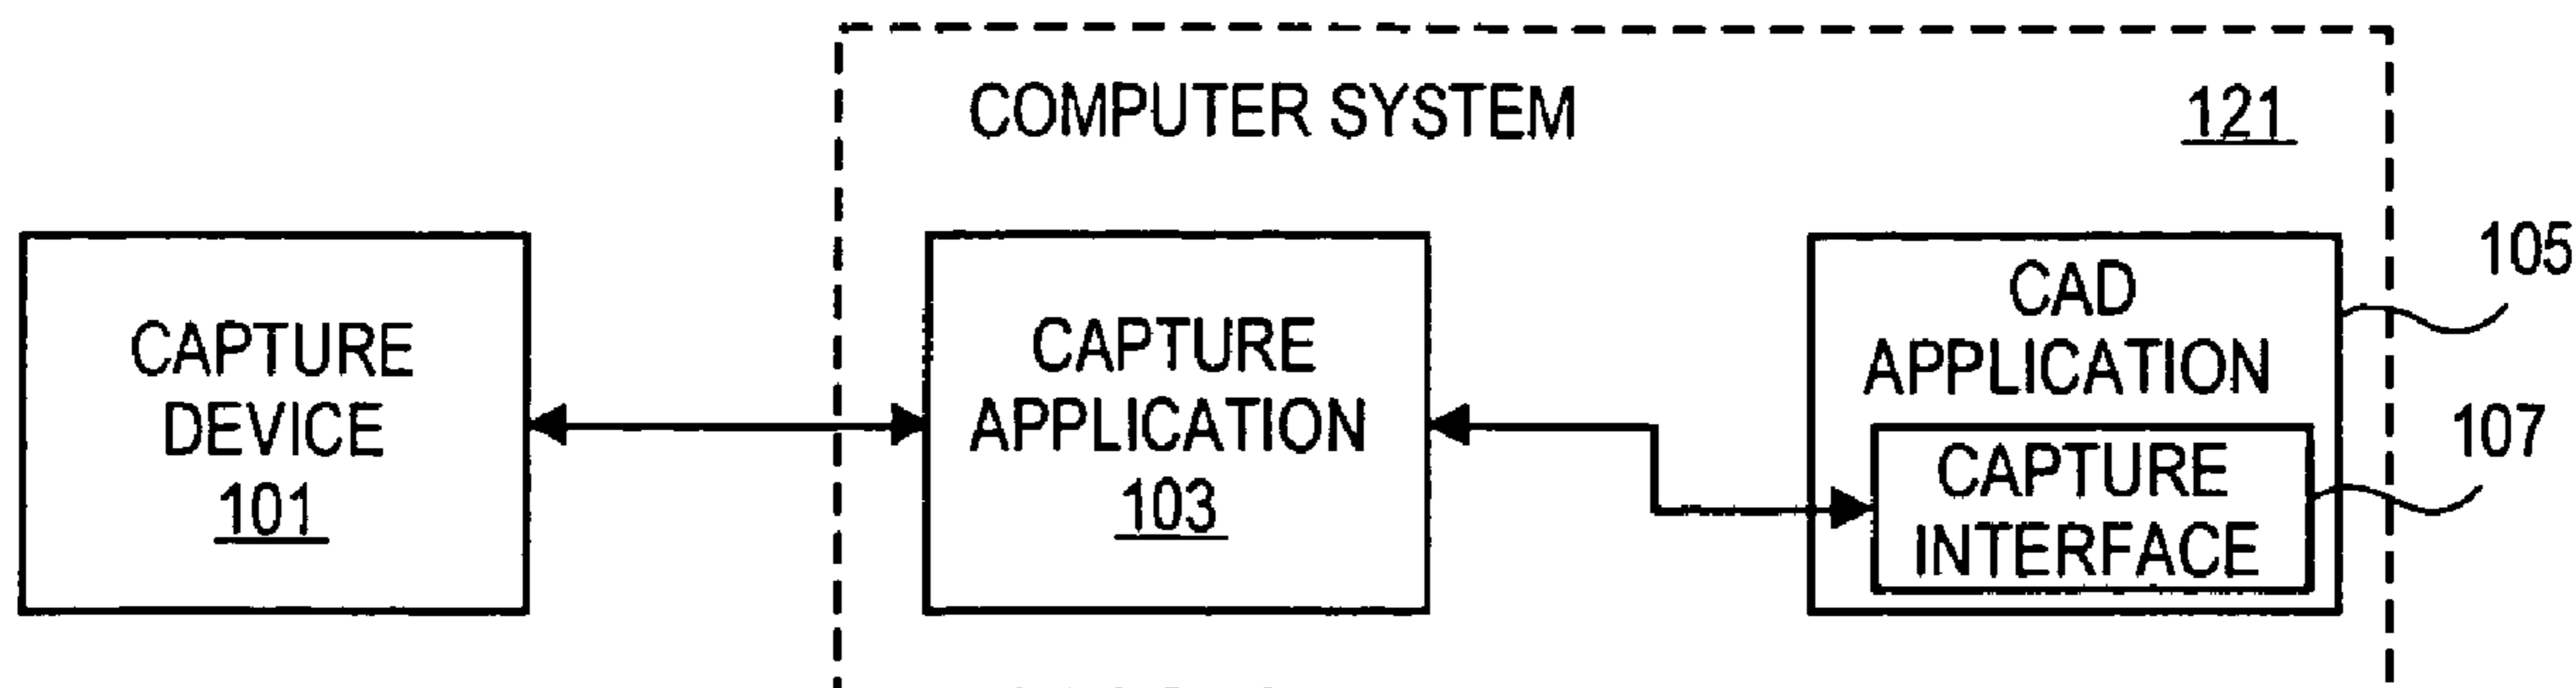 COMPUTER SYSTEM
121
CAPTURE
DEVICE
101
CAPTURE
APPLICATION
103
CAD
APPLICATION
105
CAPTURE
INTERFACE
107